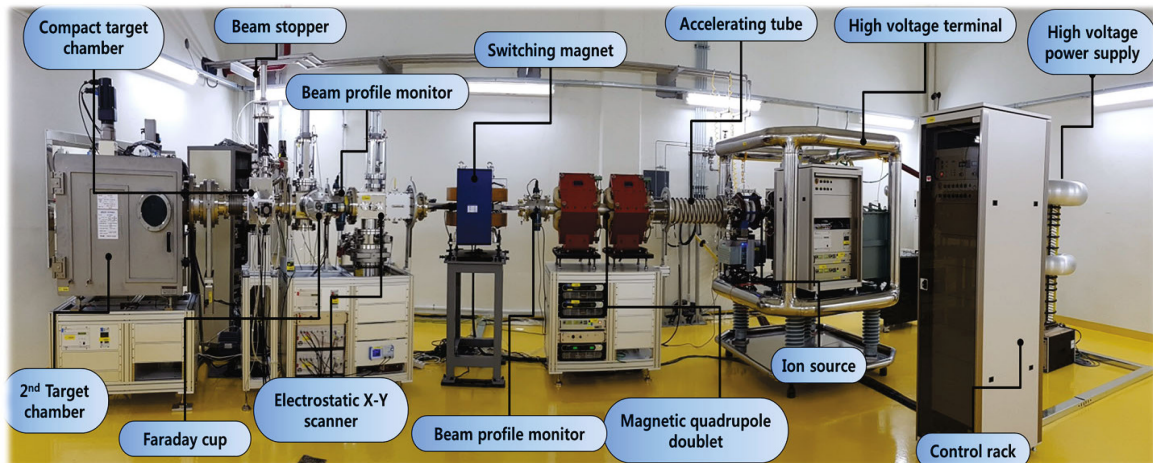 Compact target
chamber
Beam stopper
Beam profile monitor
Switching magnet
Accelerating tube
High voltage terminal
High voltage
power supply
2nd Target
chamber
Faraday cup
Electrostatic X-Y
scanner
Beam profile monitor
Magnetic quadrupole
doublet
Ion source
Control rack